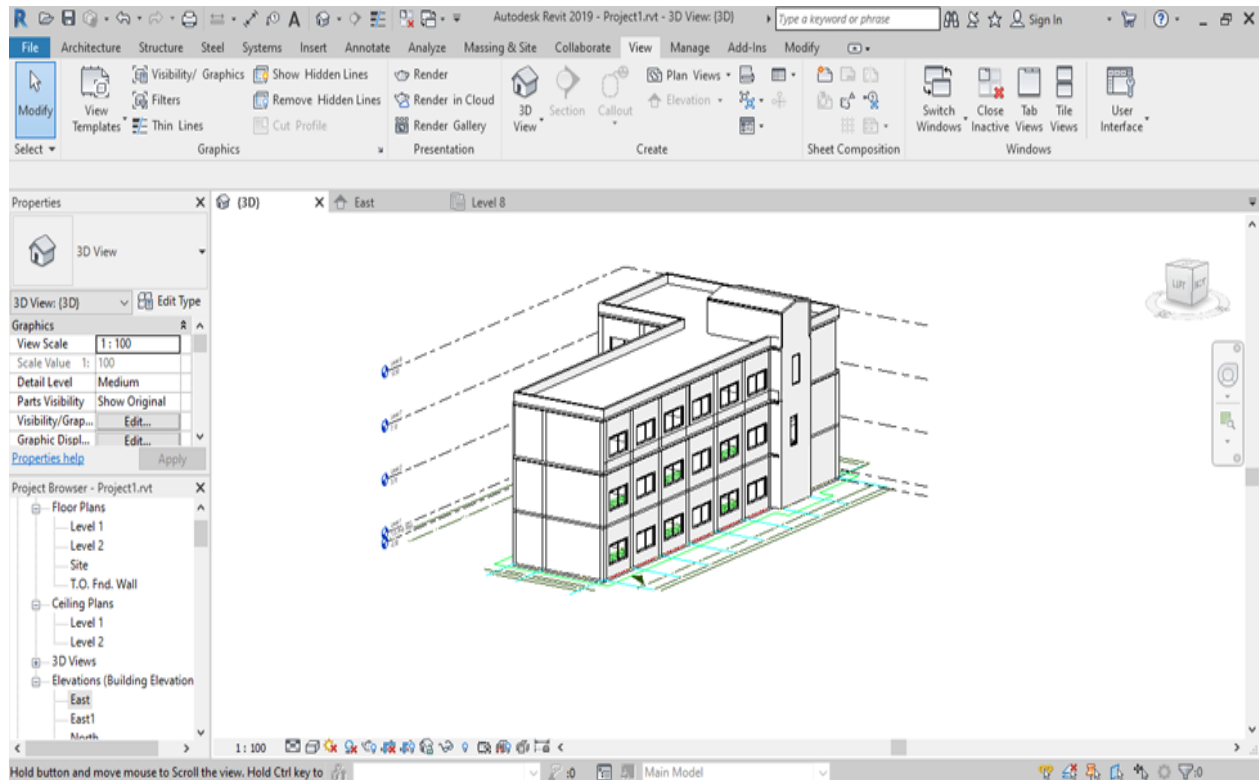 Autodesk Revit 2019 - Project1.rvt - 3D View: {3D}
Type a keyword or phrase
Sign In
File Architecture Structure Steel Systems Insert Annotate Analyze Massing & Site Collaborate View Manage Add-Ins Modify
Modify
View
Templates
Visibility/ Graphics
Filters
Thin Lines
Show Hidden Lines
Remove Hidden Lines
Cut Profile
Render
Render in Cloud
Render Gallery
3D
View
Section
Callout
Plan Views
Elevation
Switch
Windows
Close
Inactive
Tab
Views
Tile
Views
User
Interface
Select
Graphics
Presentation
Create
Sheet Composition
Windows
Properties
{3D}
East
Level 8
3D View
3D View: {3D}
Edit Type
Graphics
View Scale 1 : 100
Scale Value 1: 100
Detail Level Medium
Parts Visibility Show Original
Visibility/Grap... Edit...
Graphic Displ... Edit...
Properties help
Apply
LEFT
Project Browser - Project1.rvt
Floor Plans
Level 1
Level 2
Site
T.O. Fnd. Wall
Ceiling Plans
Level 1
Level 2
3D Views
Elevations (Building Elevation
East
East1
North
1 : 100
Hold button and move mouse to Scroll the view. Hold Ctrl key to
:0
Main Model
:0